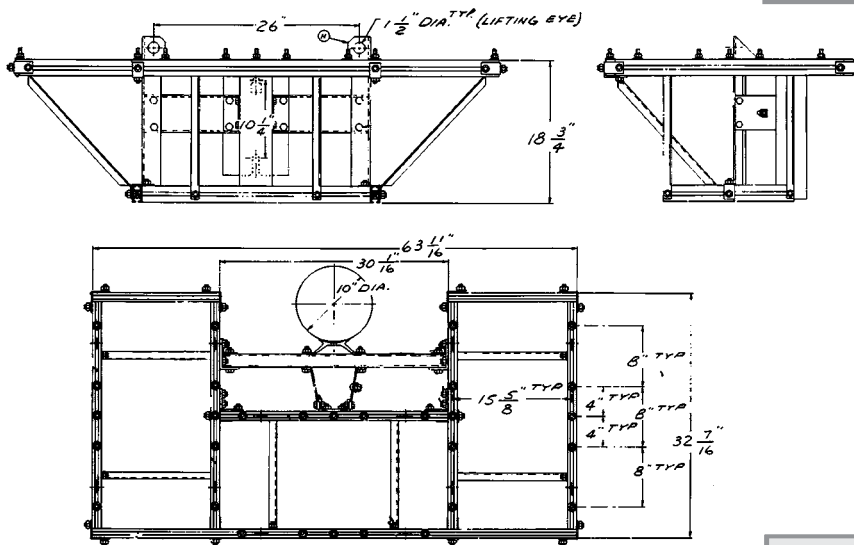 26"
H
1 1/2" DIA. TYP. (LIFTING EYE)
10 1/4"
18 3/4"
63 11/16"
30 1/16"
10" DIA.
8" TYP
15 5/8" TYP
4" TYP
8" TYP
4" TYP
32 7/16"
8" TYP